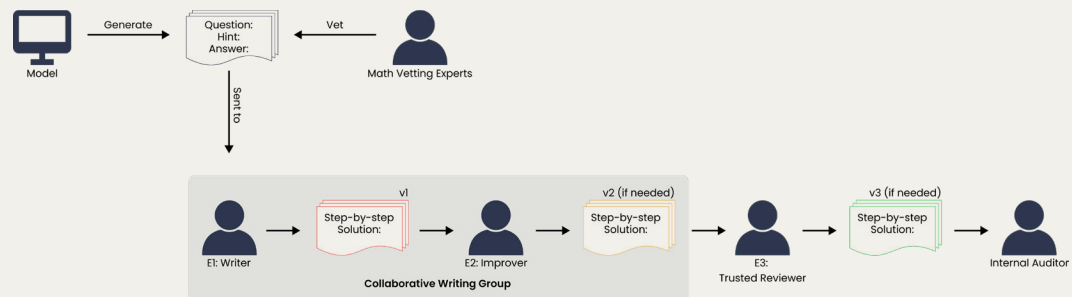 Generate
Question:
Hint:
Answer:
Vet
Model
Math Vetting Experts
Sent to
v1
v2 (if needed)
v3 (if needed)
Step-by-step
Solution:
Step-by-step
Solution:
Step-by-step
Solution:
E1: Writer
E2: Improver
E3:
Trusted Reviewer
Internal Auditor
Collaborative Writing Group